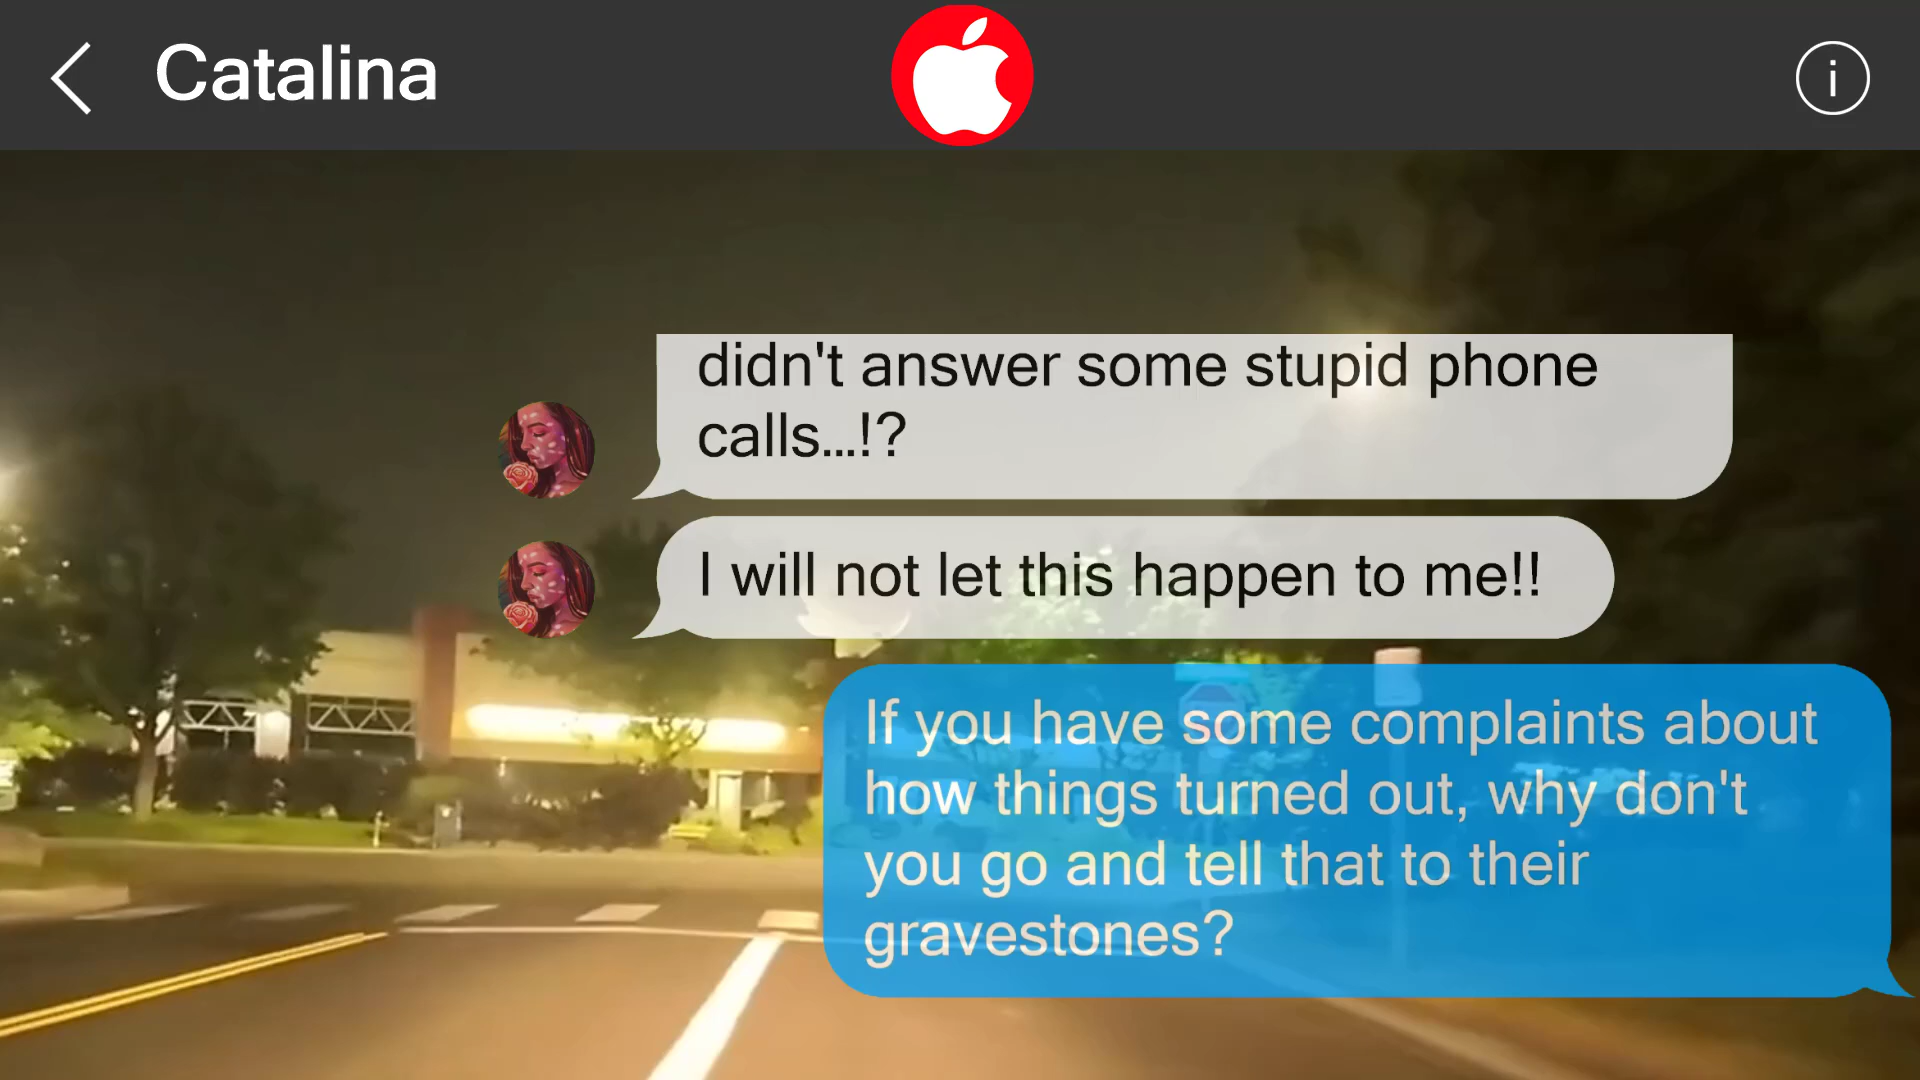 Catalina
i
didn't answer some stupid phone
calls...!?
I will not let this happen to me!!
If you have some complaints about
how things turned out, why don't
you go and tell that to their
gravestones?